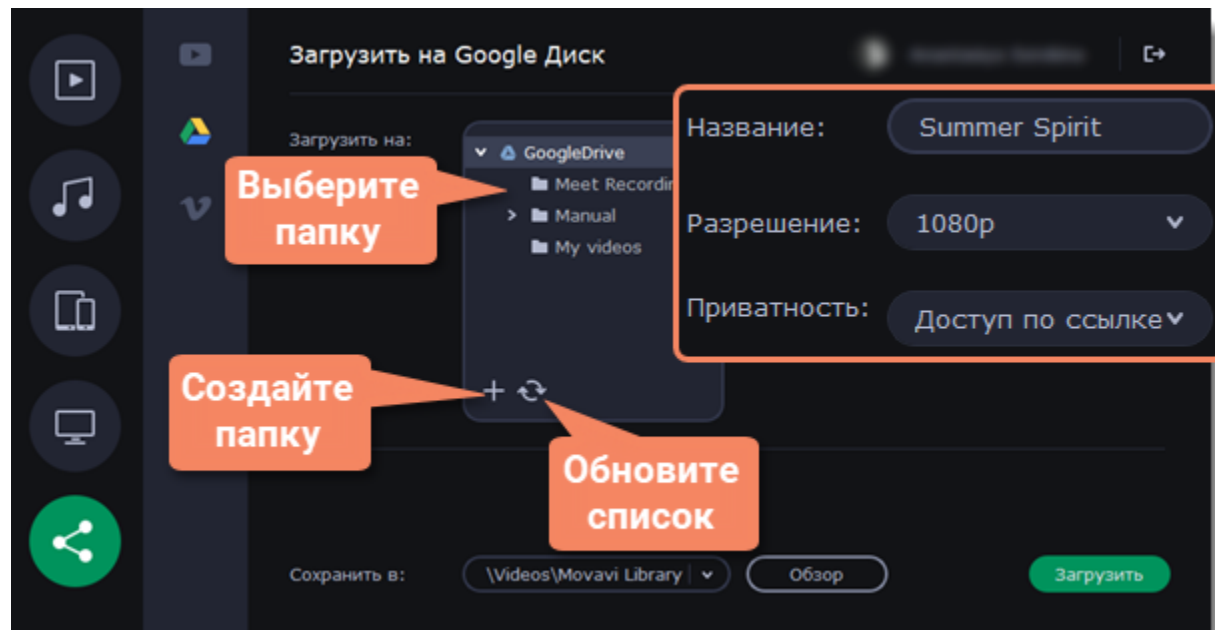 Загрузить на Google Диск
Загрузить на:
GoogleDrive
Meet Recordin
Manual
My videos
Выберите
папку
Название:
Summer Spirit
Разрешение:
1080p
Приватность:
Доступ по ссылке
Создайте
папку
Обновите
список
Сохранить в:
\Videos\Movavi Library
Обзор
Загрузить